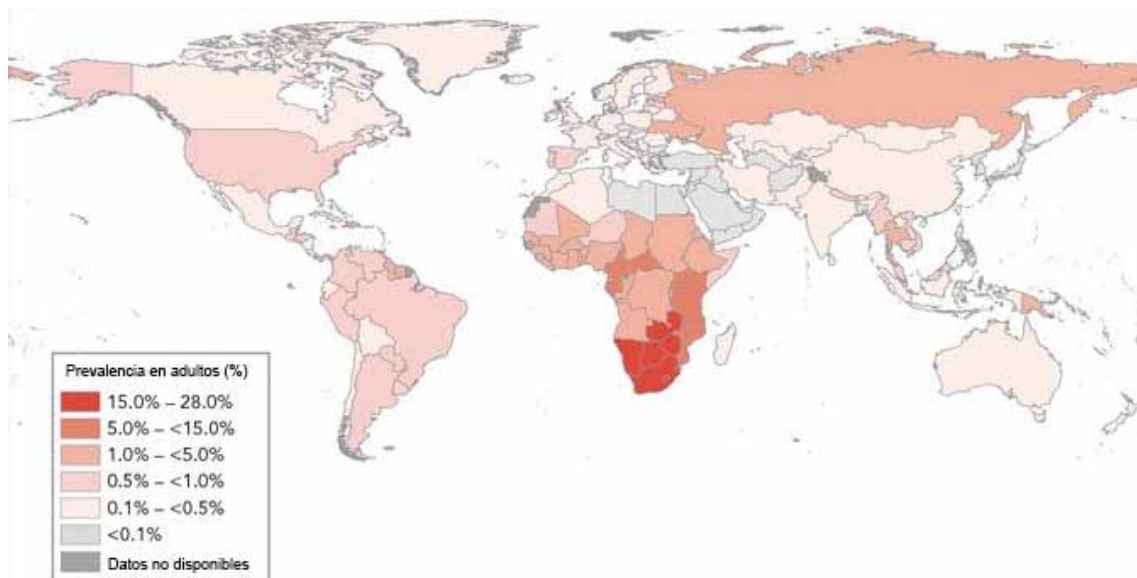 Prevalencia en adultos (%)
15.0% – 28.0%
5.0% – <15.0%
1.0% – <5.0%
0.5% – <1.0%
0.1% – <0.5%
<0.1%
Datos no disponibles